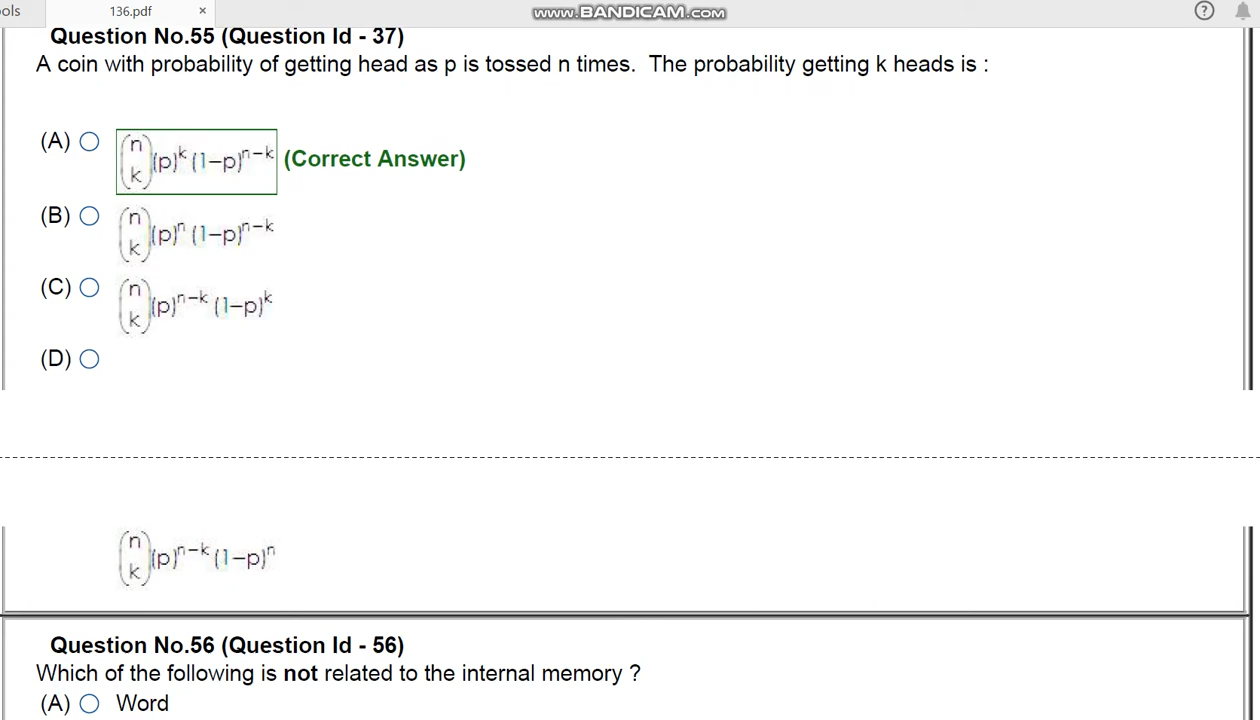 ols
136.pdf ×
www.BANDICAM.com
?
Question No.55 (Question Id - 37)
A coin with probability of getting head as p is tossed n times.  The probability getting k heads is :
(A) (n k)(p)^k (1−p)^n−k (Correct Answer)
(B) (n k)(p)^n (1−p)^n−k
(C) (n k)(p)^n−k (1−p)^k
(D)
(n k)(p)^n−k (1−p)^n
Question No.56 (Question Id - 56)
Which of the following is not related to the internal memory ?
(A) Word